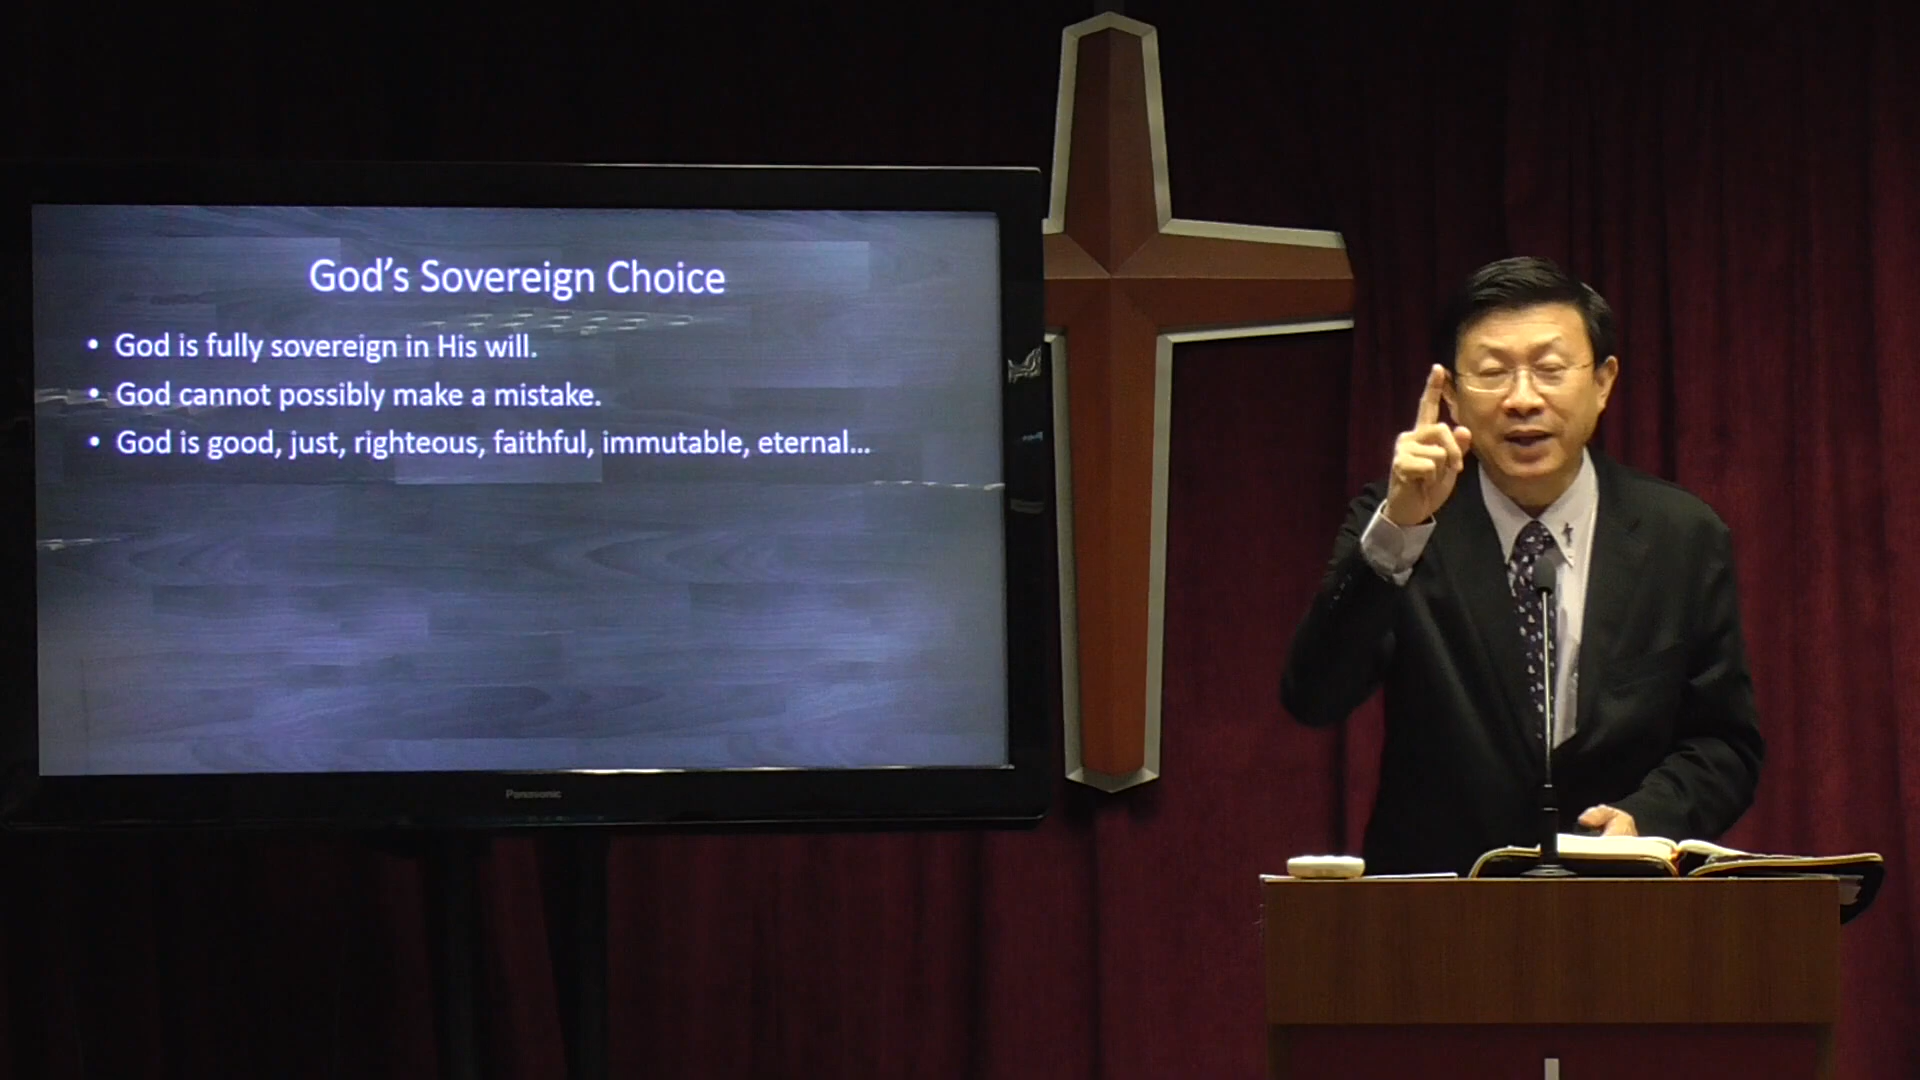 God's Sovereign Choice
• God is fully sovereign in His will.
• God cannot possibly make a mistake.
• God is good, just, righteous, faithful, immutable, eternal...
Panasonic